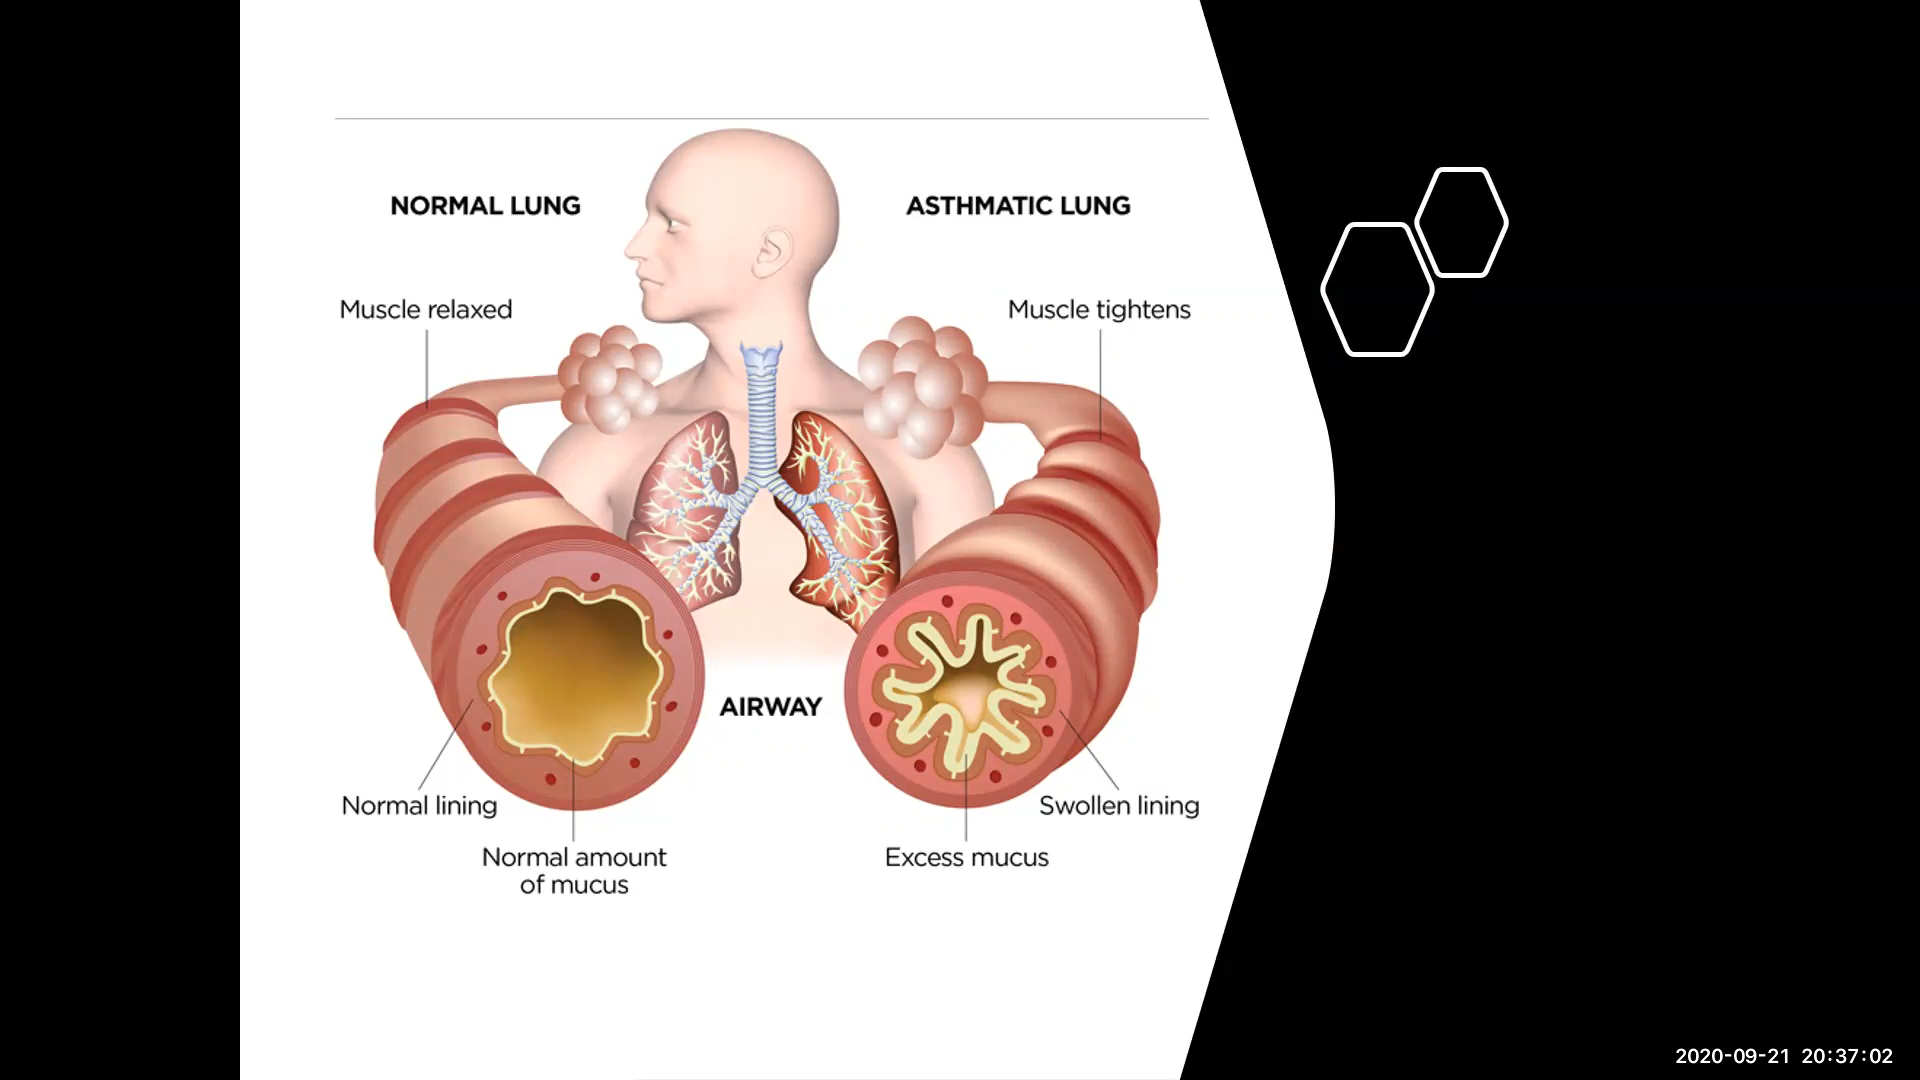 NORMAL LUNG
ASTHMATIC LUNG
Muscle relaxed
Muscle tightens
AIRWAY
Normal lining
Swollen lining
Normal amount
of mucus
Excess mucus
2020-09-21 20:37:02